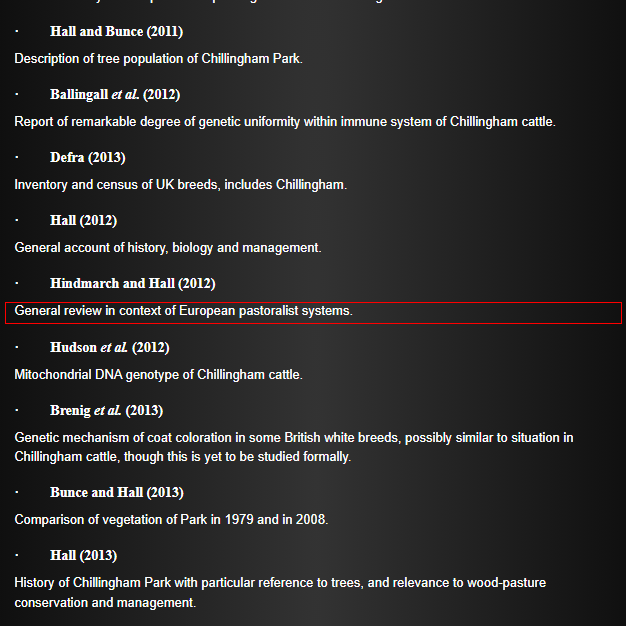 · Hall and Bunce (2011)
Description of tree population of Chillingham Park.
· Ballingall et al. (2012)
Report of remarkable degree of genetic uniformity within immune system of Chillingham cattle.
· Defra (2013)
Inventory and census of UK breeds, includes Chillingham.
· Hall (2012)
General account of history, biology and management.
· Hindmarch and Hall (2012)
General review in context of European pastoralist systems.
· Hudson et al. (2012)
Mitochondrial DNA genotype of Chillingham cattle.
· Brenig et al. (2013)
Genetic mechanism of coat coloration in some British white breeds, possibly similar to situation in
Chillingham cattle, though this is yet to be studied formally.
· Bunce and Hall (2013)
Comparison of vegetation of Park in 1979 and in 2008.
· Hall (2013)
History of Chillingham Park with particular reference to trees, and relevance to wood-pasture
conservation and management.